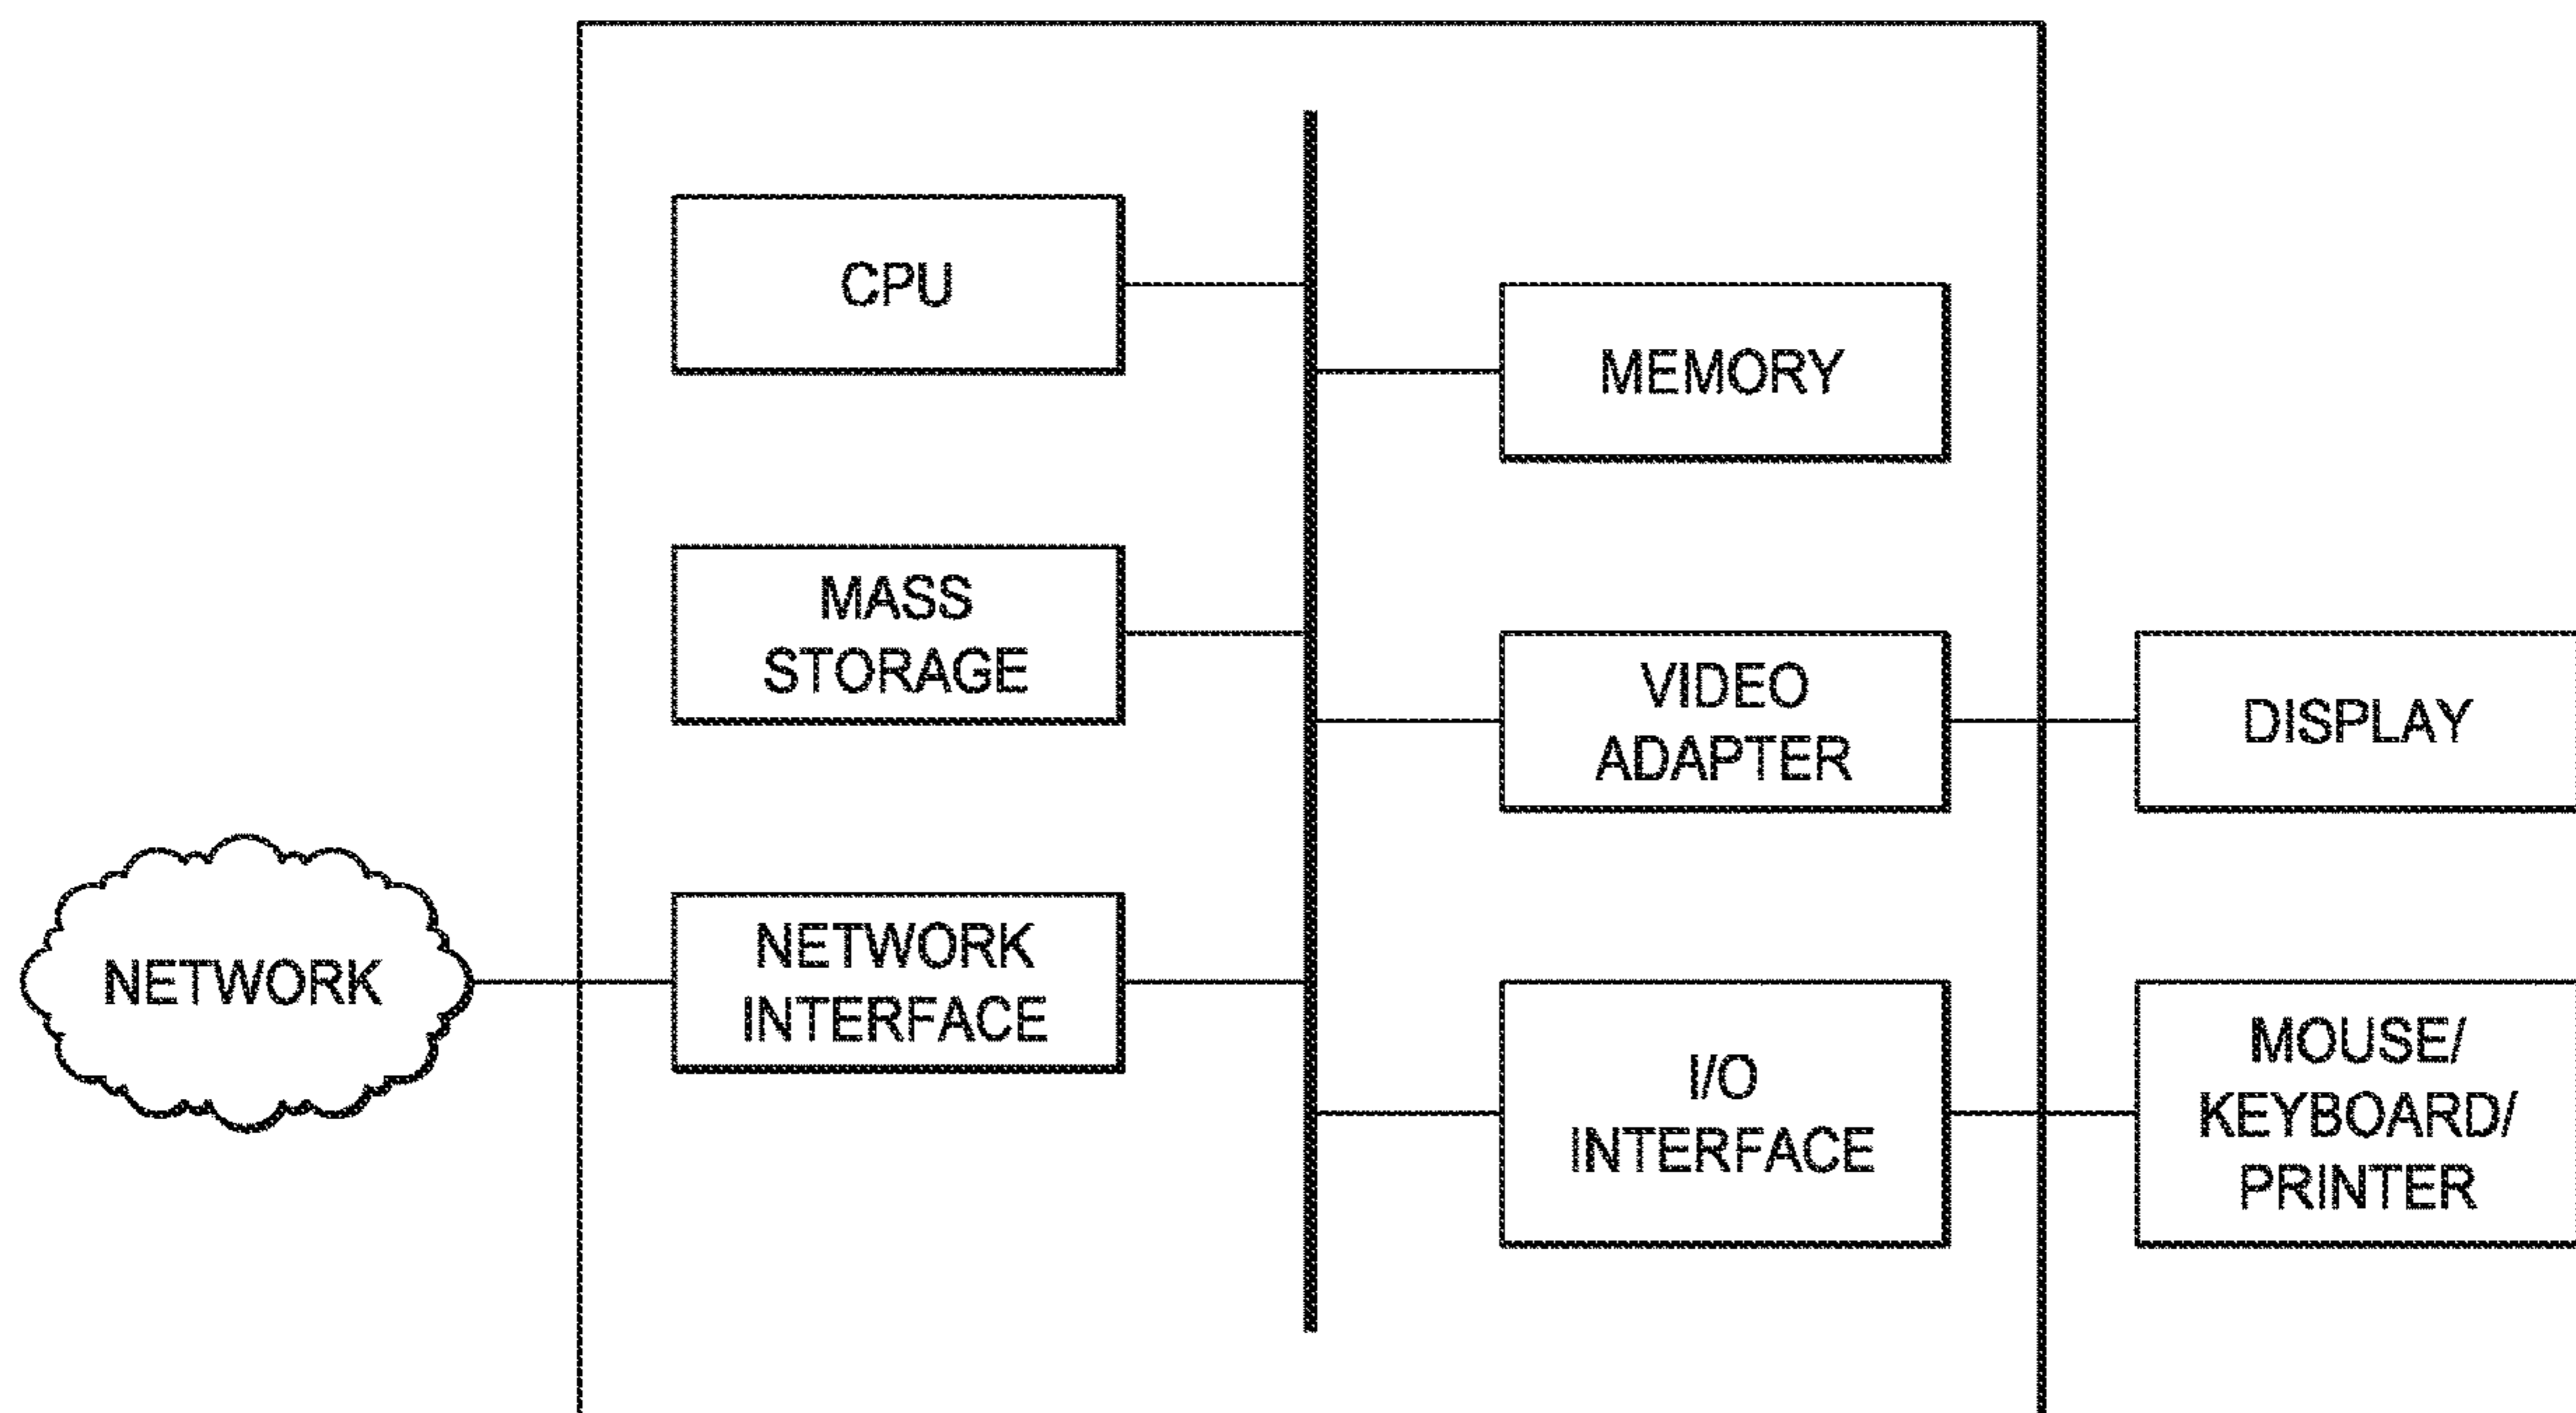 CPU
MEMORY
MASS
STORAGE
VIDEO
ADAPTER
DISPLAY
NETWORK
NETWORK
INTERFACE
I/O
INTERFACE
MOUSE/
KEYBOARD/
PRINTER